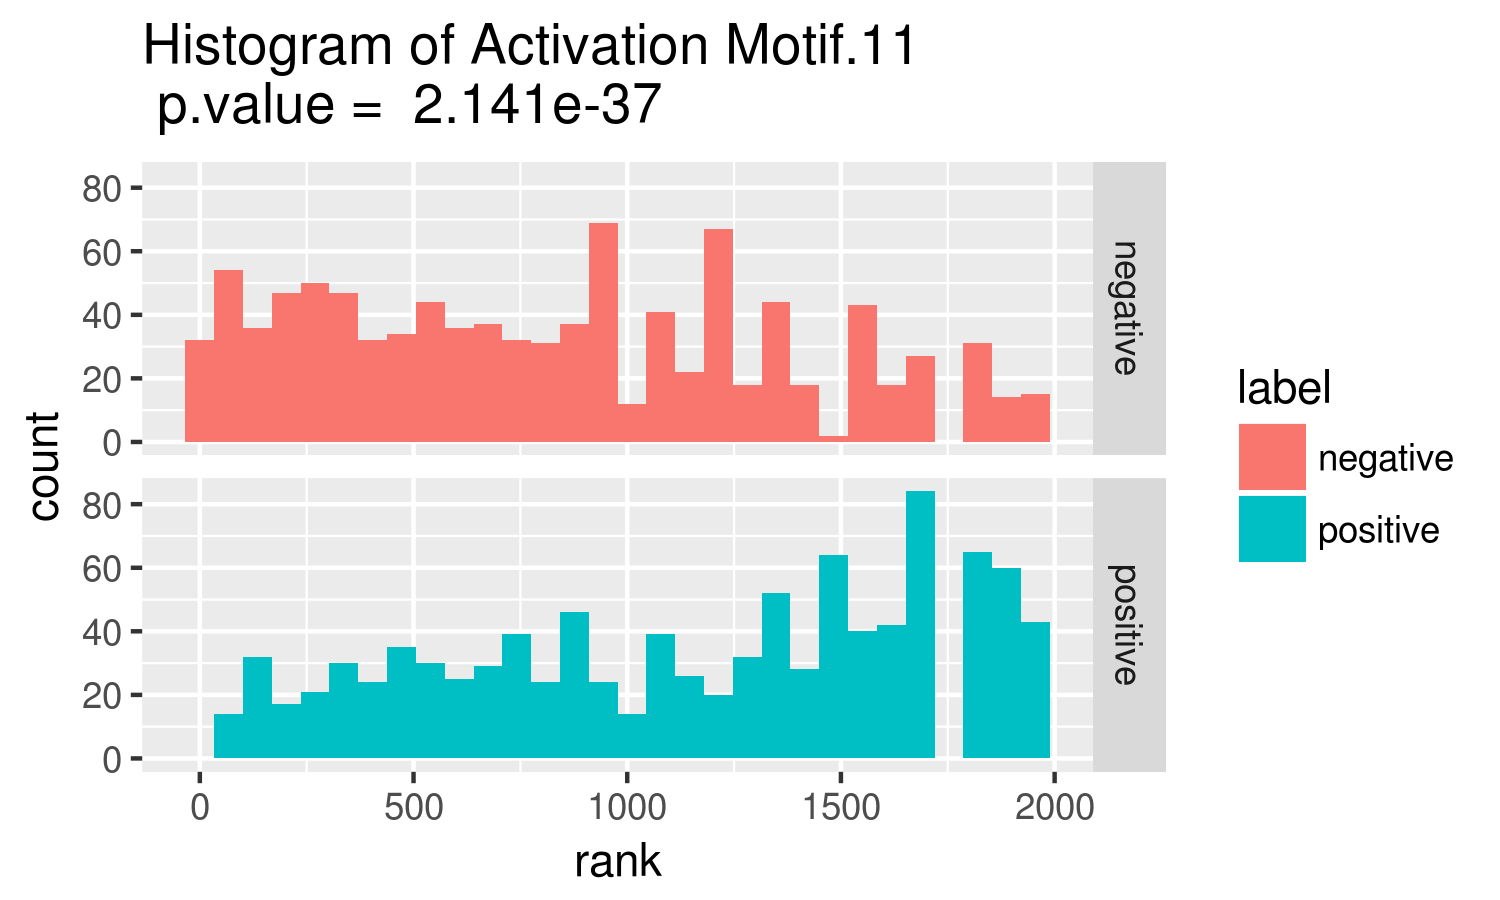 Histogram of Activation Motif.11
p.value = 2.141e-37
80
60
40
20
0
negative
80
60
40
20
0
positive
0 500 1000 1500 2000
rank
count
label
negative
positive